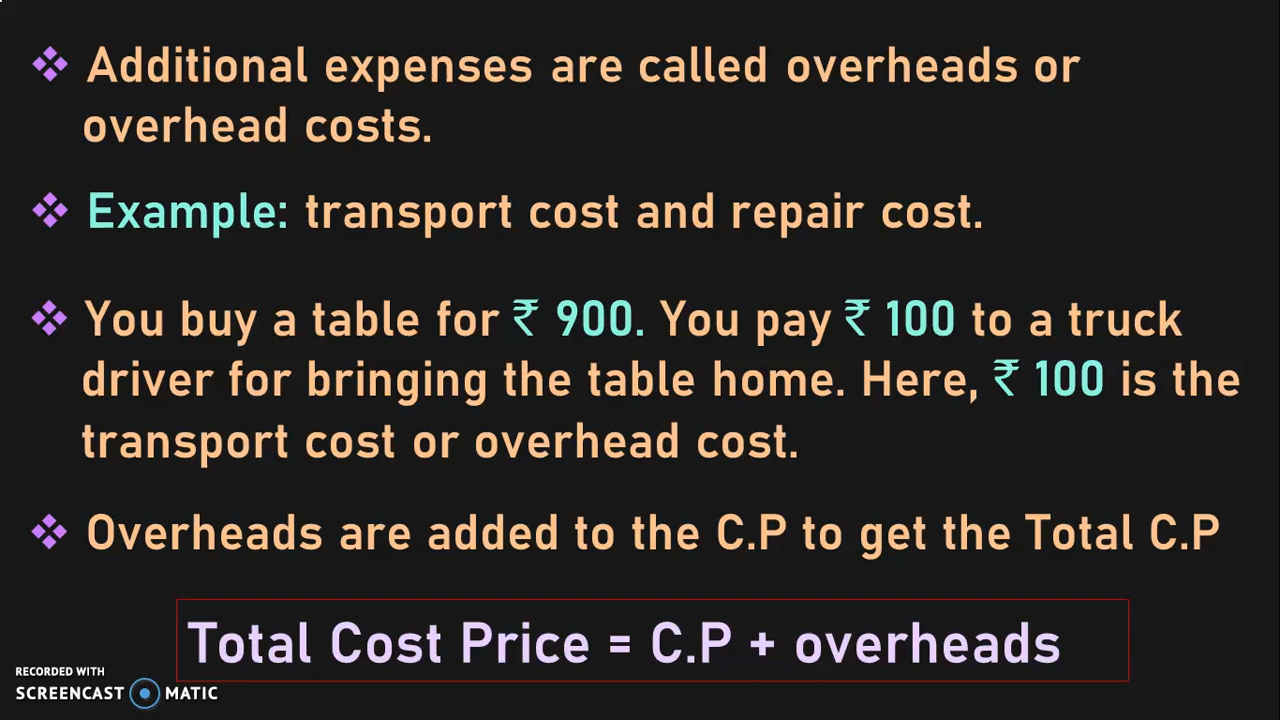 Additional expenses are called overheads or
overhead costs.
Example: transport cost and repair cost.
You buy a table for ₹ 900. You pay ₹ 100 to a truck
driver for bringing the table home. Here, ₹ 100 is the
transport cost or overhead cost.
Overheads are added to the C.P to get the Total C.P
Total Cost Price = C.P + overheads
RECORDED WITH
SCREENCAST MATIC